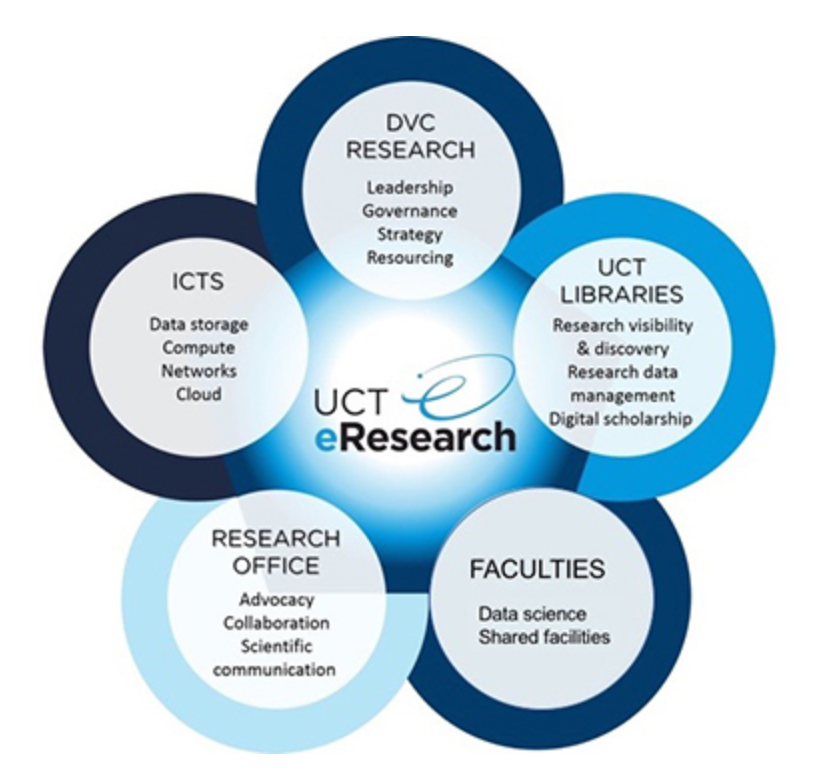 DVC
RESEARCH
Leadership
Governance
Strategy
Resourcing
ICTS
Data storage
Compute
Networks
Cloud
UCT
LIBRARIES
Research visibility
& discovery
Research data
management
Digital scholarship
UCT e
eResearch
RESEARCH
OFFICE
Advocacy
Collaboration
Scientific
communication
FACULTIES
Data science
Shared facilities